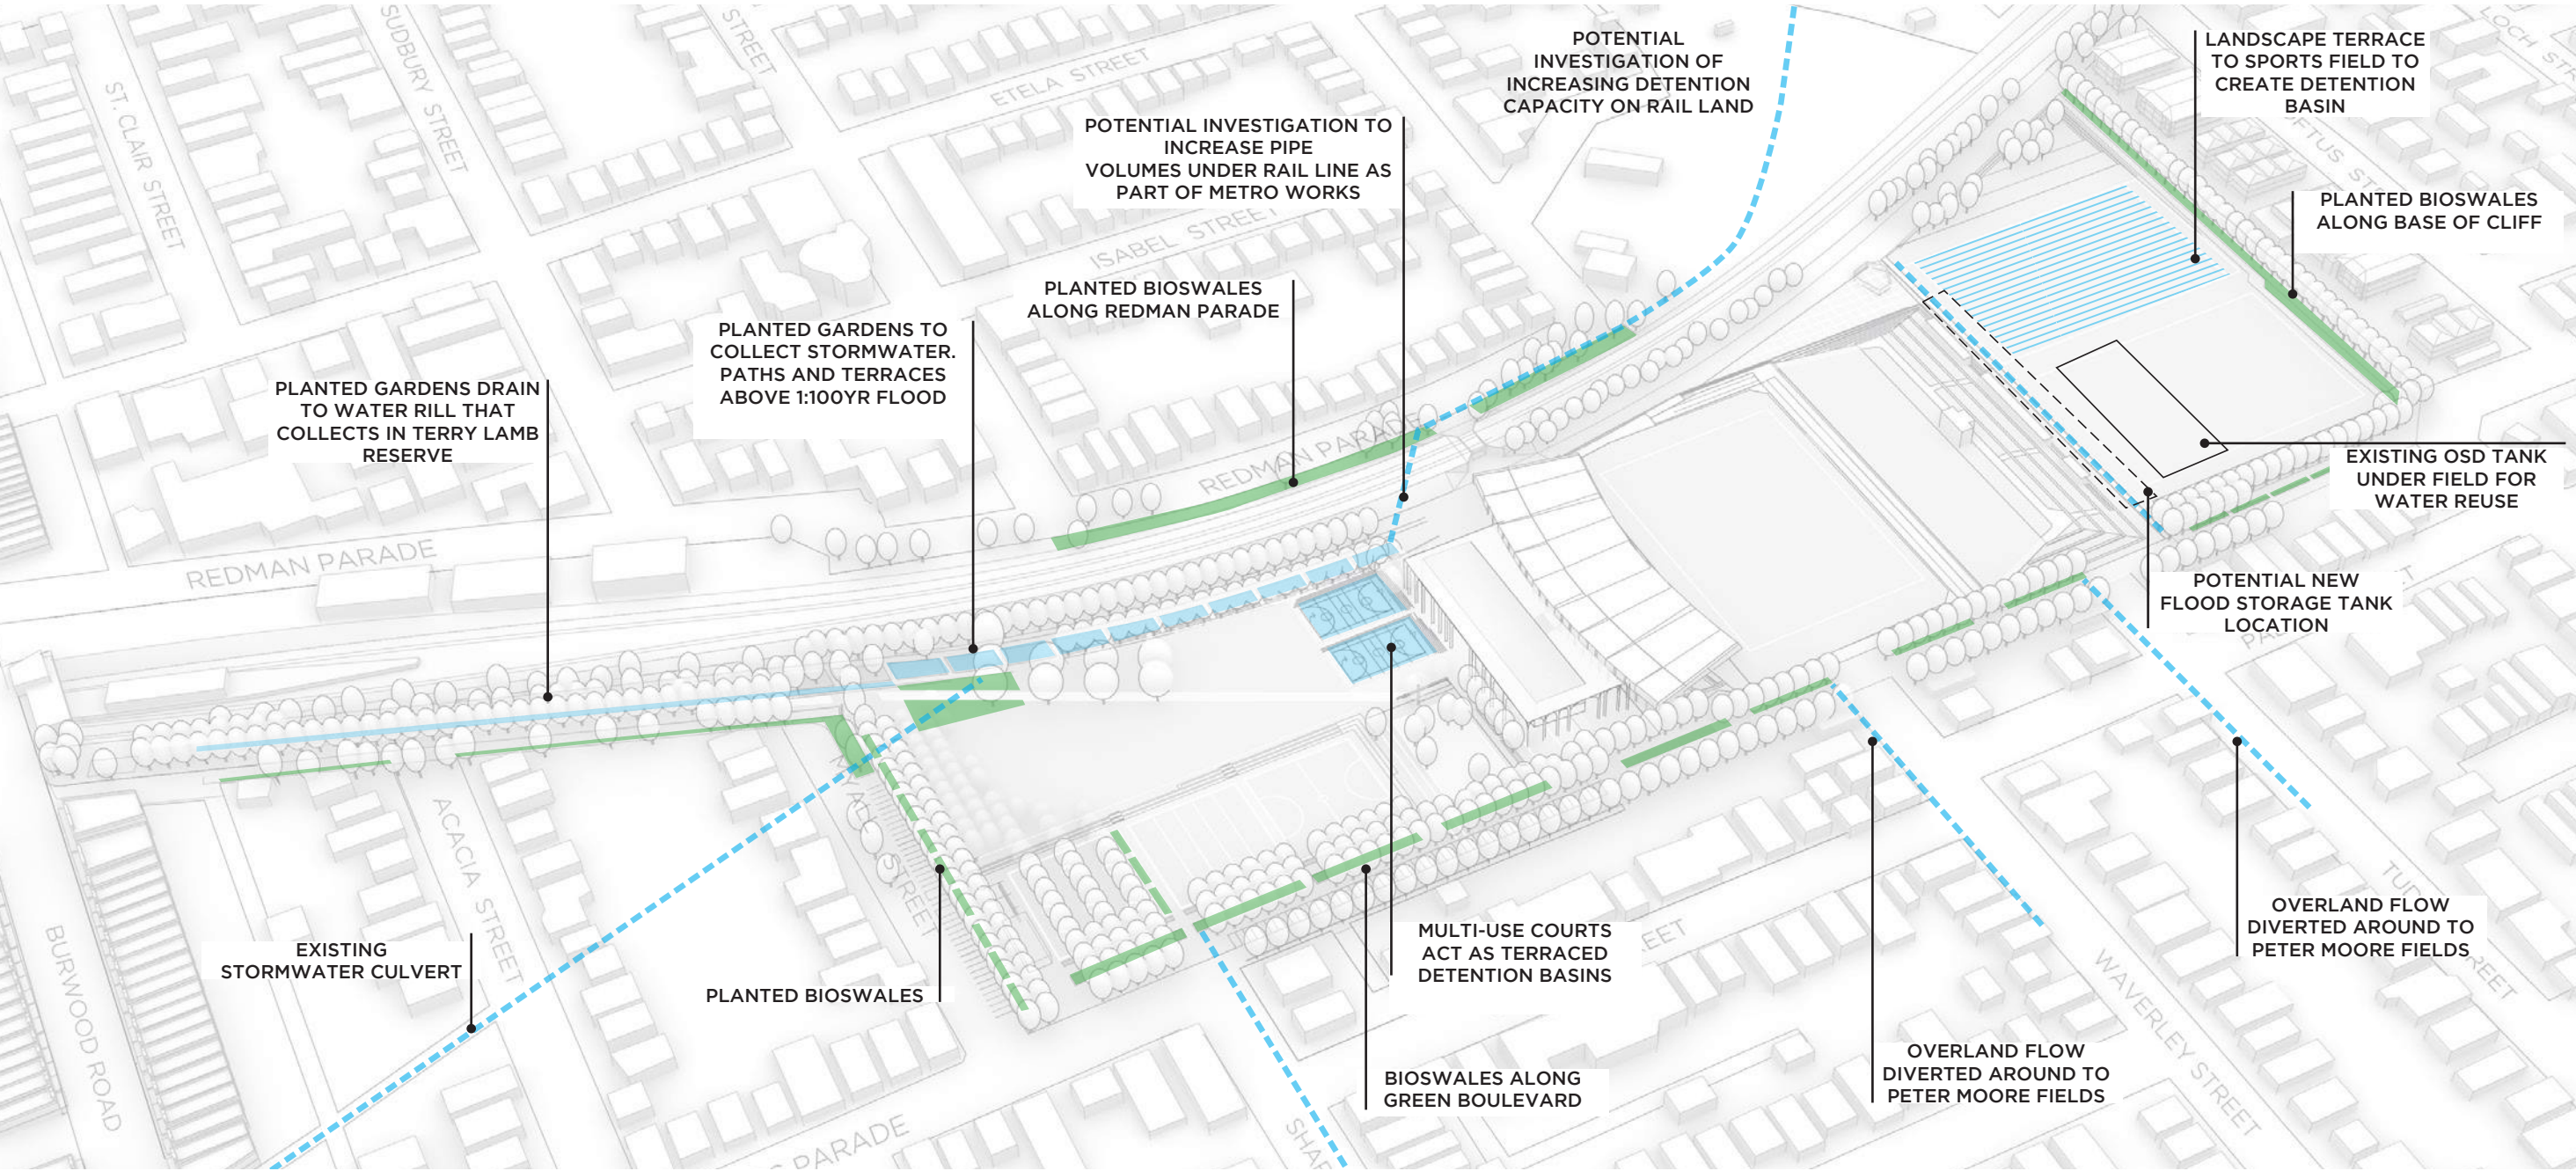 POTENTIAL
INVESTIGATION OF
INCREASING DETENTION
CAPACITY ON RAIL LAND
LANDSCAPE TERRACE
TO SPORTS FIELD TO
CREATE DETENTION
BASIN
POTENTIAL INVESTIGATION TO
INCREASE PIPE
VOLUMES UNDER RAIL LINE AS
PART OF METRO WORKS
PLANTED BIOSWALES
ALONG BASE OF CLIFF
PLANTED BIOSWALES
ALONG REDMAN PARADE
PLANTED GARDENS TO
COLLECT STORMWATER.
PATHS AND TERRACES
ABOVE 1:100YR FLOOD
PLANTED GARDENS DRAIN
TO WATER RILL THAT
COLLECTS IN TERRY LAMB
RESERVE
EXISTING OSD TANK
UNDER FIELD FOR
WATER REUSE
POTENTIAL NEW
FLOOD STORAGE TANK
LOCATION
EXISTING
STORMWATER CULVERT
PLANTED BIOSWALES
MULTI-USE COURTS
ACT AS TERRACED
DETENTION BASINS
BIOSWALES ALONG
GREEN BOULEVARD
OVERLAND FLOW
DIVERTED AROUND TO
PETER MOORE FIELDS
OVERLAND FLOW
DIVERTED AROUND TO
PETER MOORE FIELDS
ST. CLAIR STREET
SUDBURY STREET
STREET
ETELA STREET
ISABEL STREET
REDMAN PARADE
REDMAN PARADE
ACACIA STREET
BURWOOD ROAD
STREET
PARADE
WAVERLEY STREET